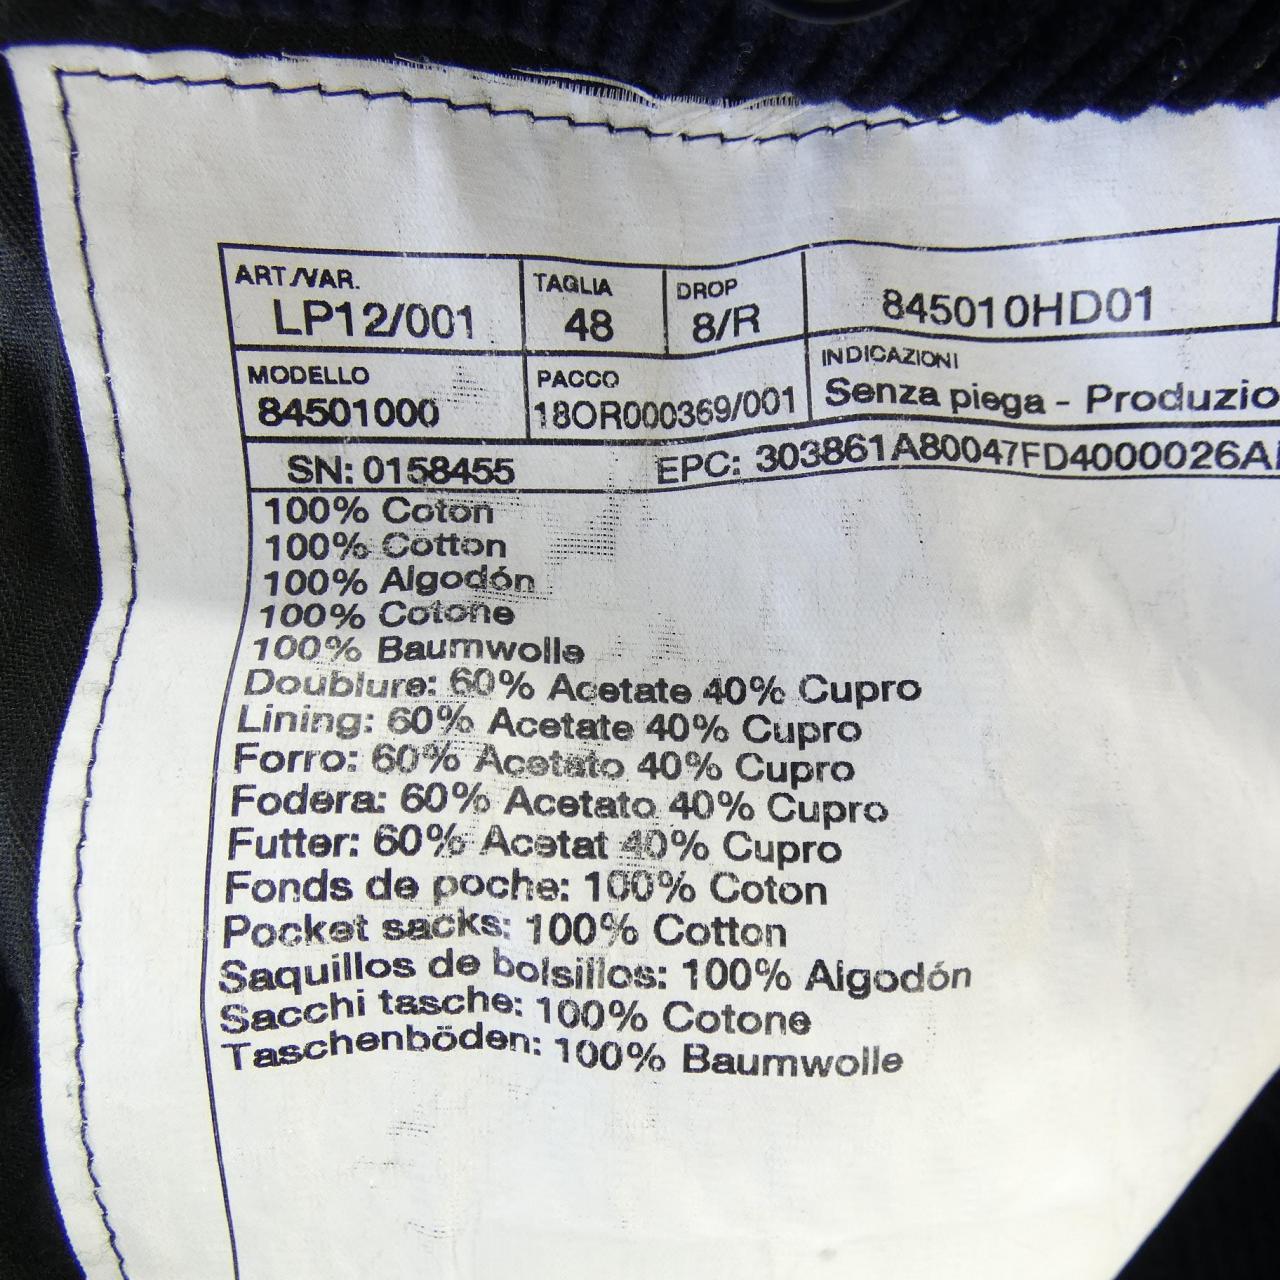 ART./VAR. TAGLIA DROP 845010HD01
LP12/001 48 8/R
MODELLO PACCO INDICAZIONI
84501000 18OR000369/001 Senza piega - Produzio
SN: 0158455 EPC: 303861A80047FD4000026A
100% Coton
100% Cotton
100% Algodón
100% Cotone
100% Baumwolle
Doublure: 60% Acetate 40% Cupro
Lining: 60% Acetate 40% Cupro
Forro: 60% Acetato 40% Cupro
Fodera: 60% Acetato 40% Cupro
Futter: 60% Acetat 40% Cupro
Fonds de poche: 100% Coton
Pocket sacks: 100% Cotton
Saquillos de bolsillos: 100% Algodón
Sacchi tasche: 100% Cotone
Taschenböden: 100% Baumwolle